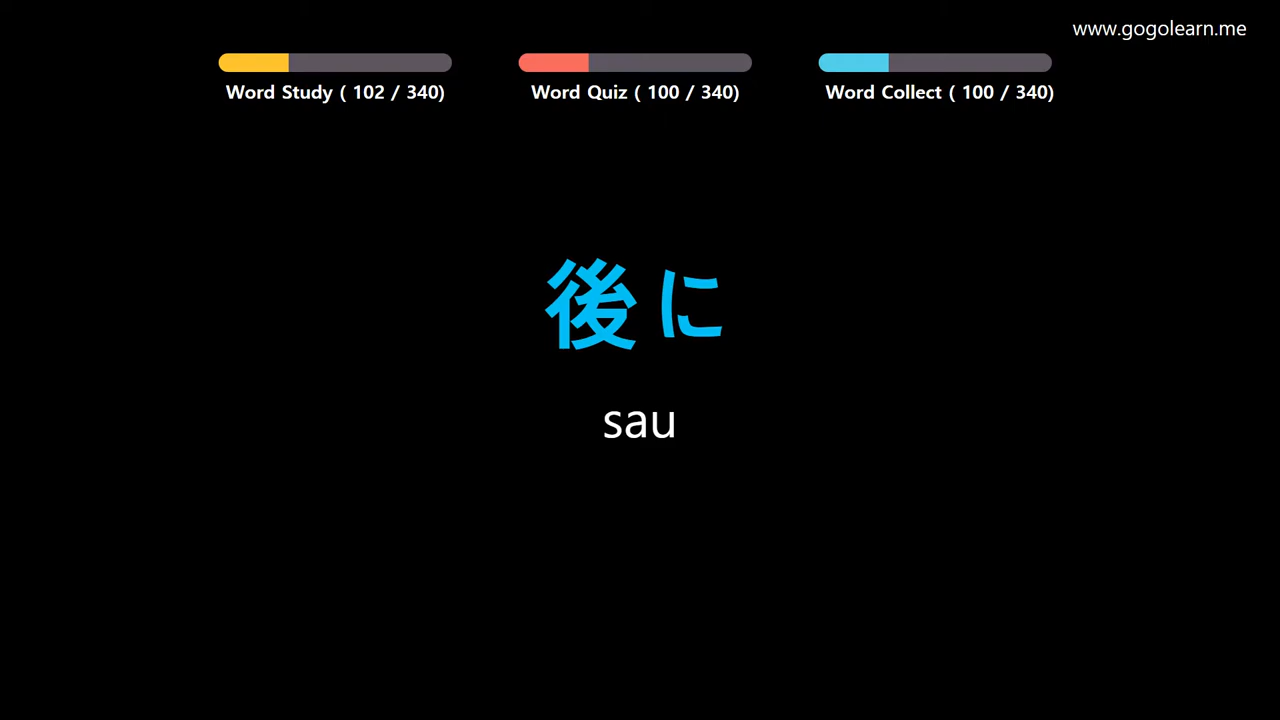 www.gogolearn.me
Word Study ( 102 / 340)
Word Quiz ( 100 / 340)
Word Collect ( 100 / 340)
後に
sau